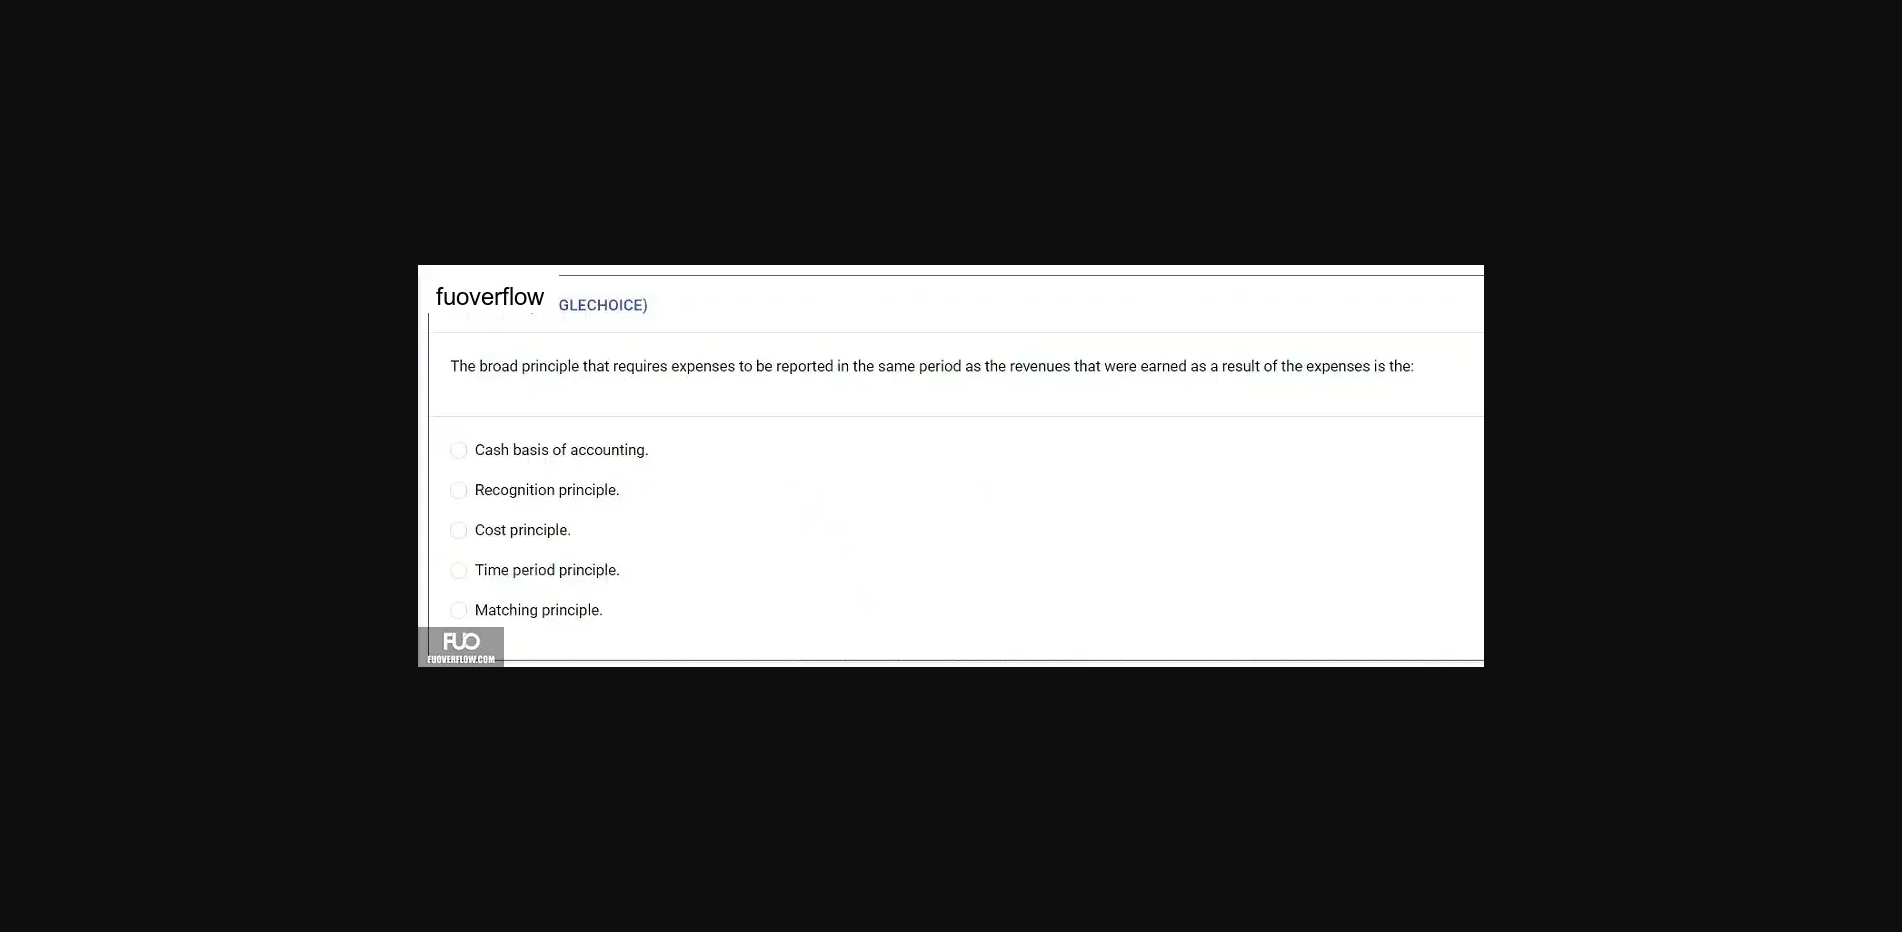 fuoverflow
GLECHOICE)
The broad principle that requires expenses to be reported in the same period as the revenues that were earned as a result of the expenses is the:
Cash basis of accounting.
Recognition principle.
Cost principle.
Time period principle.
Matching principle.
FUO
FUOVERFLOW.COM